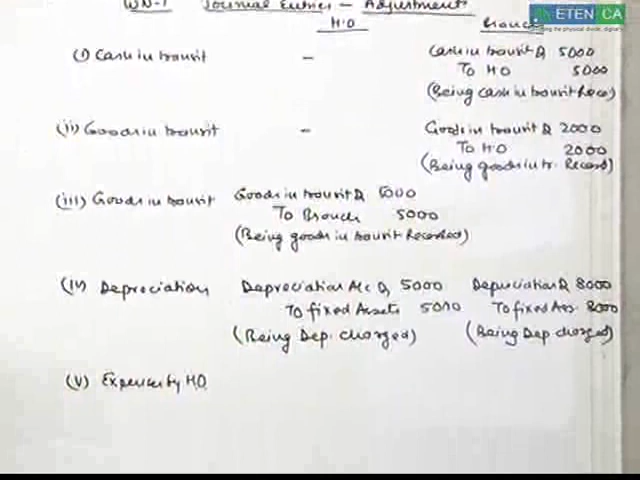 WN-1 Journal Entries - Adjustments
H.O Branch
ETEN CA
(i) Cash in transit - Cash in transit Dr 5000
To HO 5000
(Being cash in transit Reco)
(ii) Goods in transit - Goods in transit Dr 2000
To H.O 2000
(Being goods in tr. Record)
(iii) Goods in transit Goods in transit Dr 5000
To Branch 5000
(Being goods in transit Recorded)
(iv) Depreciation Depreciation A/c Dr 5000 Depreciation Dr 8000
To fixed Assets 5000 To fixed Ass. 8000
(Being Dep. charged) (Being Dep. charged)
(v) Expenses by H.O